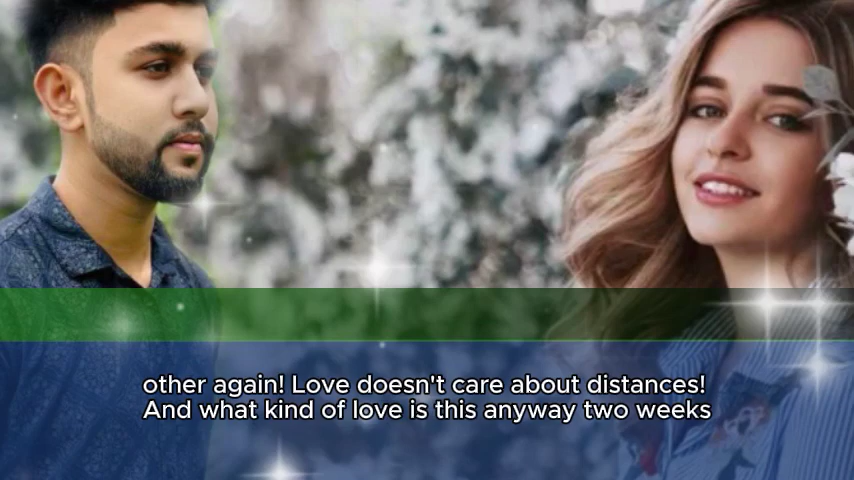 other again! Love doesn't care about distances!
And what kind of love is this anyway two weeks